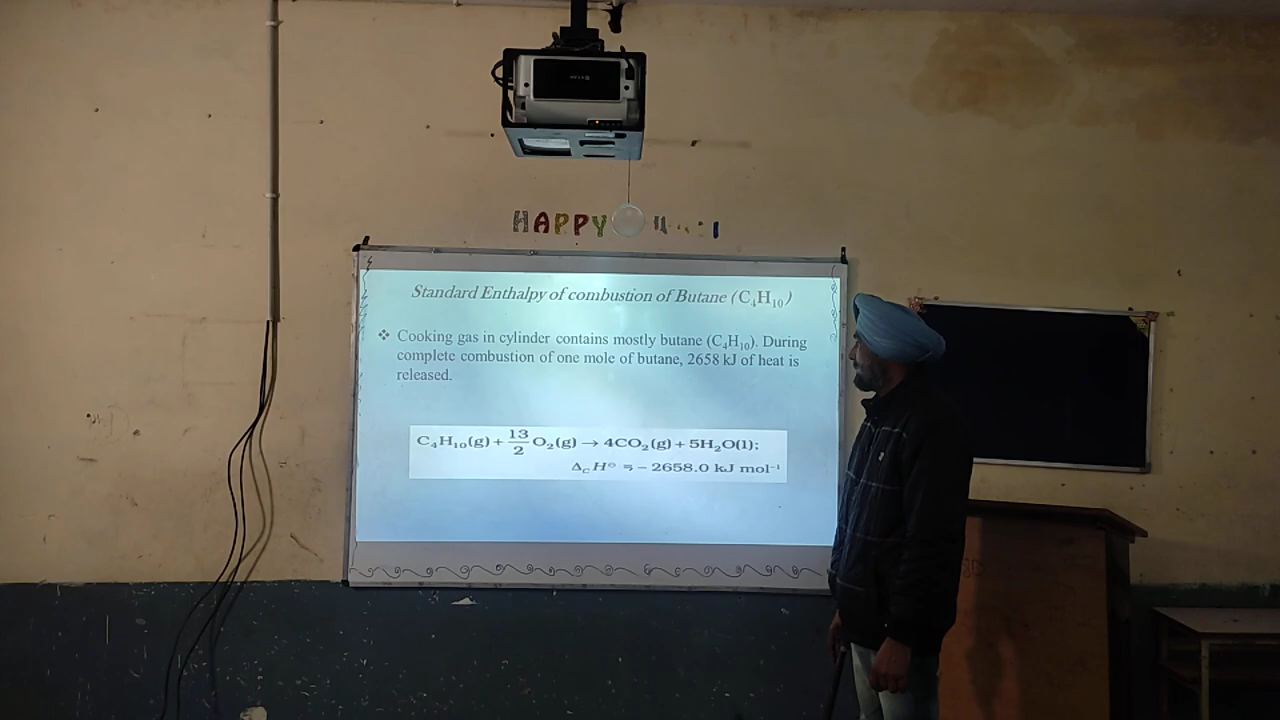 HAPPY
Standard Enthalpy of combustion of Butane (C₄H₁₀)
❖ Cooking gas in cylinder contains mostly butane (C₄H₁₀). During
complete combustion of one mole of butane, 2658 kJ of heat is
released.
C₄H₁₀(g) + 13/2 O₂(g) → 4CO₂(g) + 5H₂O(l);
Δ_C H⊖ = − 2658.0 kJ mol⁻¹